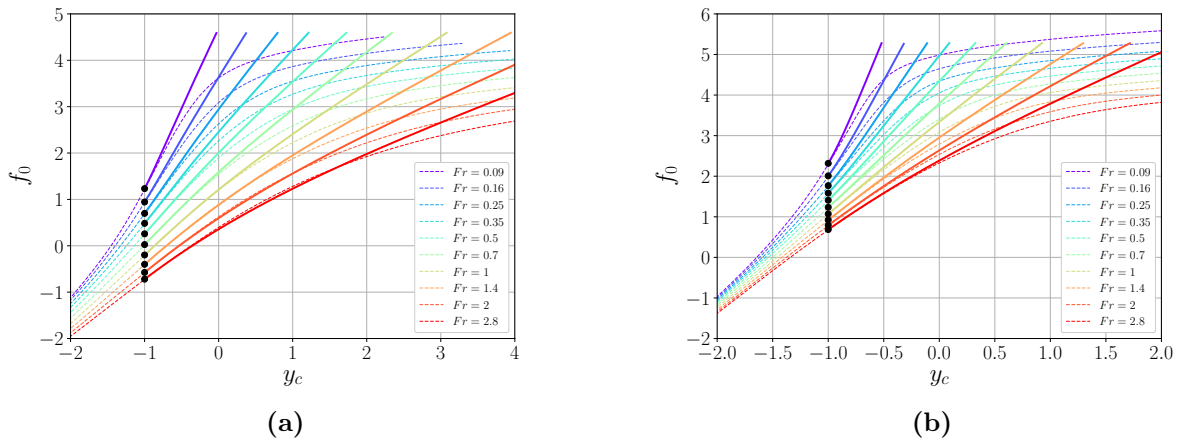 5
4
3
2
1
0
−1
−2
f₀
−2
−1
0
1
2
3
4
y_c
Fr = 0.09
Fr = 0.16
Fr = 0.25
Fr = 0.35
Fr = 0.5
Fr = 0.7
Fr = 1
Fr = 1.4
Fr = 2
Fr = 2.8
(a)
6
5
4
3
2
1
0
−1
−2
f₀
−2.0
−1.5
−1.0
−0.5
0.0
0.5
1.0
1.5
2.0
y_c
Fr = 0.09
Fr = 0.16
Fr = 0.25
Fr = 0.35
Fr = 0.5
Fr = 0.7
Fr = 1
Fr = 1.4
Fr = 2
Fr = 2.8
(b)